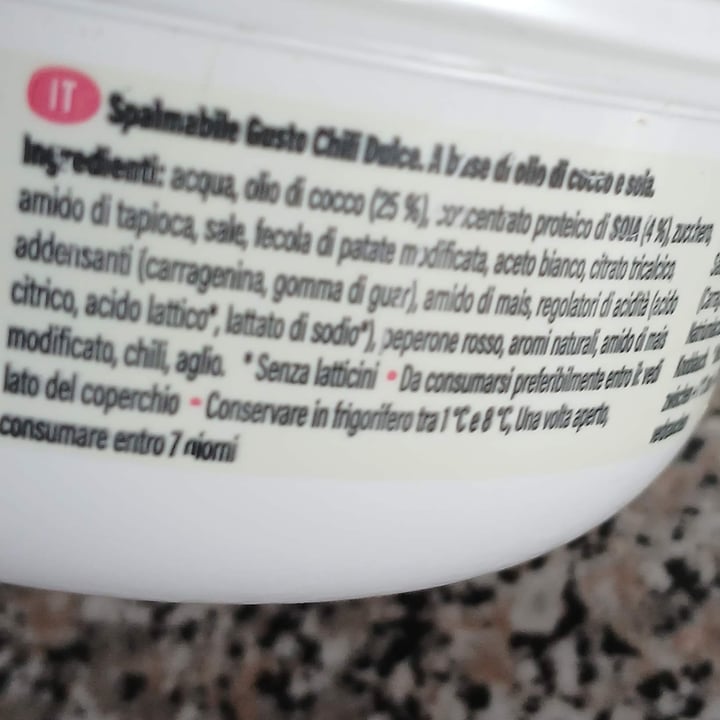 IT Spalmabile Gusto Chili Dolce. A base di olio di cocco e soia.
Ingredienti: acqua, olio di cocco (25 %), concentrato proteico di SOIA (4 %), zucchero,
amido di tapioca, sale, fecola di patate modificata, aceto bianco, citrato tricalcico,
addensanti (carragenina, gomma di guar), amido di mais, regolatori di acidità (acido
citrico, acido lattico*, lattato di sodio*), peperone rosso, aromi naturali, amido di mais
modificato, chili, aglio. *Senza latticini • Da consumarsi preferibilmente entro il: vedi
lato del coperchio • Conservare in frigorifero tra 1 °C e 8 °C, Una volta aperto,
consumare entro 7 giorni